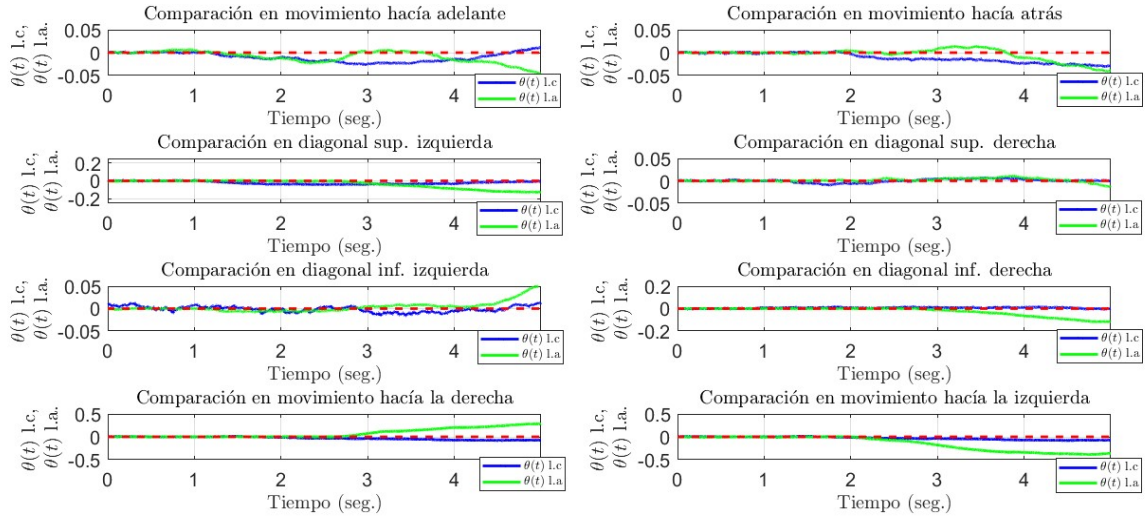 Comparación en movimiento hacía adelante
θ(t) l.c,
θ(t) l.a.
0.05
0
-0.05
0 1 2 3 4
Tiempo (seg.)
θ(t) l.c
θ(t) l.a
Comparación en movimiento hacía atrás
θ(t) l.c,
θ(t) l.a.
0.05
0
-0.05
0 1 2 3 4
Tiempo (seg.)
θ(t) l.c
θ(t) l.a
Comparación en diagonal sup. izquierda
θ(t) l.c,
θ(t) l.a.
0.2
0
-0.2
0 1 2 3 4
Tiempo (seg.)
θ(t) l.c
θ(t) l.a
Comparación en diagonal sup. derecha
θ(t) l.c,
θ(t) l.a.
0.05
0
-0.05
0 1 2 3 4
Tiempo (seg.)
θ(t) l.c
θ(t) l.a
Comparación en diagonal inf. izquierda
θ(t) l.c,
θ(t) l.a.
0.05
0
-0.05
0 1 2 3 4
Tiempo (seg.)
θ(t) l.c
θ(t) l.a
Comparación en diagonal inf. derecha
θ(t) l.c,
θ(t) l.a.
0.2
0
-0.2
0 1 2 3 4
Tiempo (seg.)
θ(t) l.c
θ(t) l.a
Comparación en movimiento hacía la derecha
θ(t) l.c,
θ(t) l.a.
0.5
0
-0.5
0 1 2 3 4
Tiempo (seg.)
θ(t) l.c
θ(t) l.a
Comparación en movimiento hacía la izquierda
θ(t) l.c,
θ(t) l.a.
0.5
0
-0.5
0 1 2 3 4
Tiempo (seg.)
θ(t) l.c
θ(t) l.a